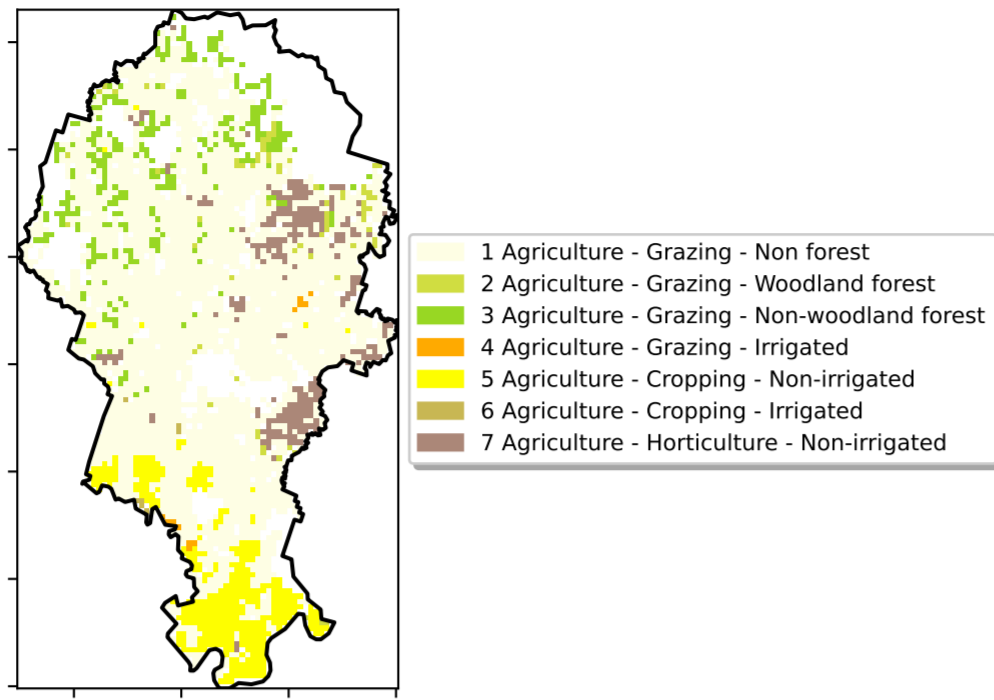 1 Agriculture - Grazing - Non forest
2 Agriculture - Grazing - Woodland forest
3 Agriculture - Grazing - Non-woodland forest
4 Agriculture - Grazing - Irrigated
5 Agriculture - Cropping - Non-irrigated
6 Agriculture - Cropping - Irrigated
7 Agriculture - Horticulture - Non-irrigated